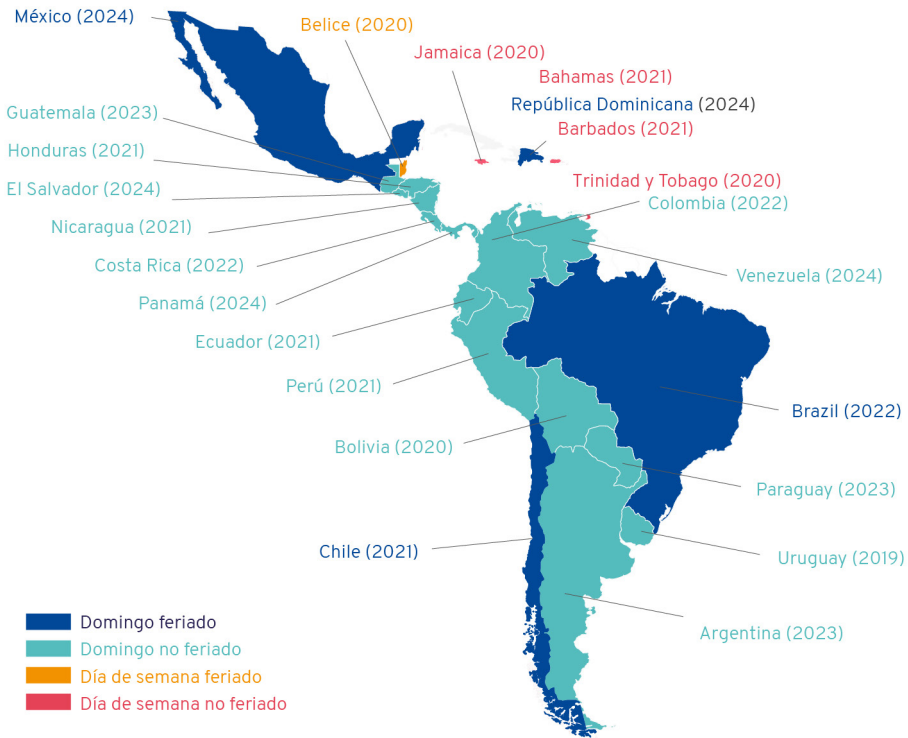 México (2024)
Belice (2020)
Jamaica (2020)
Bahamas (2021)
República Dominicana (2024)
Guatemala (2023)
Barbados (2021)
Honduras (2021)
Trinidad y Tobago (2020)
El Salvador (2024)
Colombia (2022)
Nicaragua (2021)
Costa Rica (2022)
Venezuela (2024)
Panamá (2024)
Ecuador (2021)
Perú (2021)
Brazil (2022)
Bolivia (2020)
Paraguay (2023)
Chile (2021)
Uruguay (2019)
Argentina (2023)
Domingo feriado
Domingo no feriado
Día de semana feriado
Día de semana no feriado